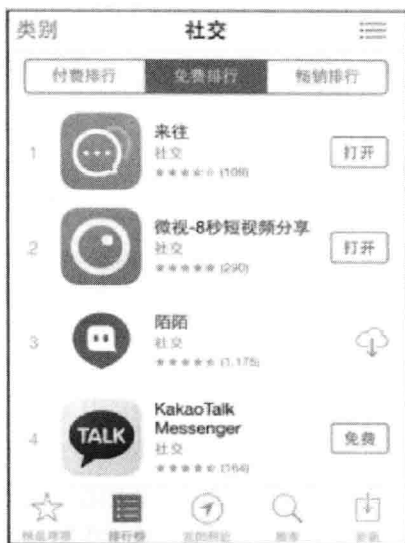 类别 社交
付费排行 免费排行 畅销排行
1 来往
社交
(109)
打开
2 微视-8秒短视频分享
社交
(290)
打开
3 陌陌
社交
(1,175)
4 TALK
KakaoTalk
Messenger
社交
(164)
免费
排行榜